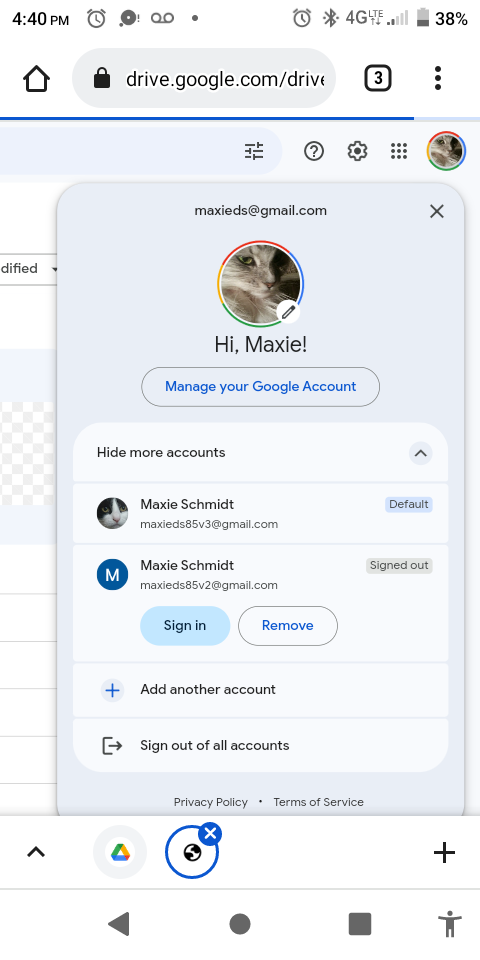 4:40 PM
4G LTE
38%
drive.google.com/drive
3
dified
maxieds@gmail.com
Hi, Maxie!
Manage your Google Account
Hide more accounts
Maxie Schmidt
Default
maxieds85v3@gmail.com
M
Maxie Schmidt
Signed out
maxieds85v2@gmail.com
Sign in
Remove
Add another account
Sign out of all accounts
Privacy Policy • Terms of Service